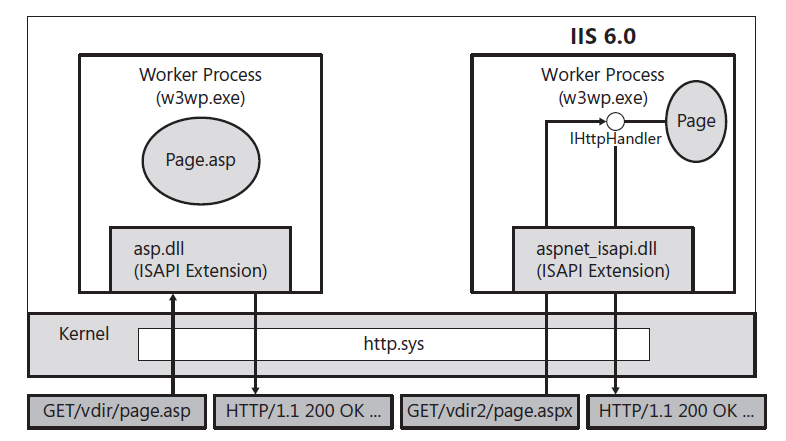 IIS 6.0
Worker Process
(w3wp.exe)
Page.asp
asp.dll
(ISAPI Extension)
Worker Process
(w3wp.exe)
Page
IHttpHandler
aspnet_isapi.dll
(ISAPI Extension)
Kernel
http.sys
GET/vdir/page.asp
HTTP/1.1 200 OK ...
GET/vdir2/page.aspx
HTTP/1.1 200 OK ...